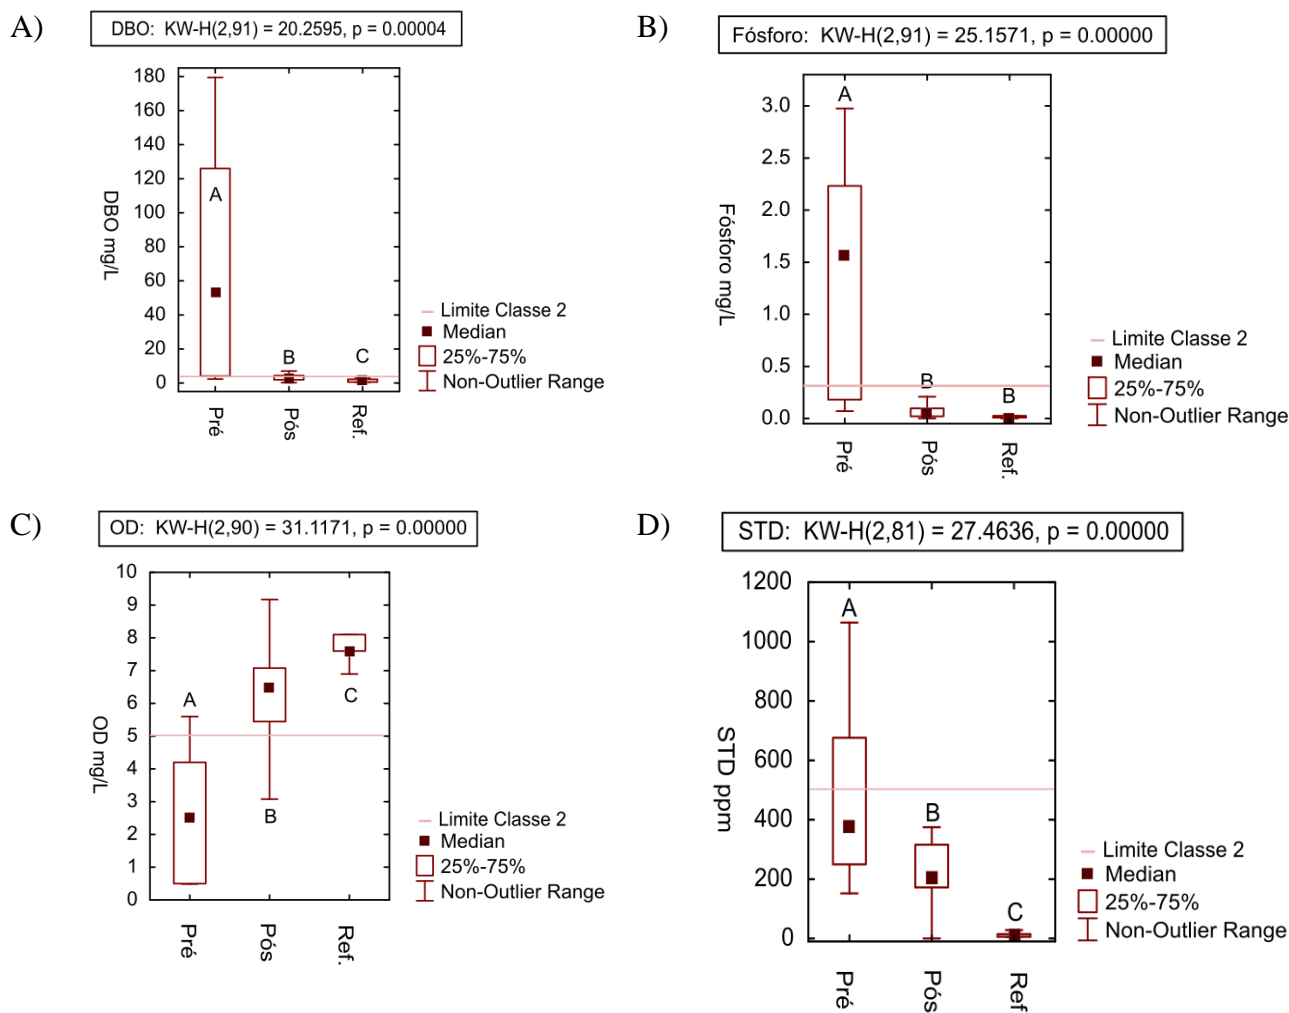 A)
DBO: KW-H(2,91) = 20.2595, p = 0.00004
180
160
140
120
100
80
60
40
20
0
DBO mg/L
A
B
C
Pré
Pós
Ref.
Limite Classe 2
Median
25%-75%
Non-Outlier Range
B)
Fósforo: KW-H(2,91) = 25.1571, p = 0.00000
3.0
2.5
2.0
1.5
1.0
0.5
0.0
Fósforo mg/L
A
B
B
Pré
Pós
Ref.
Limite Classe 2
Median
25%-75%
Non-Outlier Range
C)
OD: KW-H(2,90) = 31.1171, p = 0.00000
10
9
8
7
6
5
4
3
2
1
0
OD mg/L
A
B
C
Pré
Pós
Ref.
Limite Classe 2
Median
25%-75%
Non-Outlier Range
D)
STD: KW-H(2,81) = 27.4636, p = 0.00000
1200
1000
800
600
400
200
0
STD ppm
A
B
C
Pré
Pós
Ref
Limite Classe 2
Median
25%-75%
Non-Outlier Range